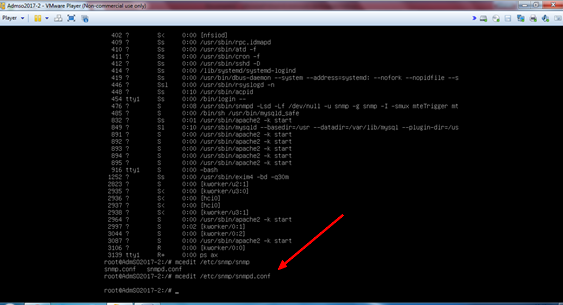 Admso2017-2 - VMware Player (Non-commercial use only)
Player
402 ? S< 0:00 [nfsiod]
409 ? Ss 0:00 /usr/sbin/rpc.idmapd
410 ? Ss 0:00 /usr/sbin/atd -f
411 ? Ss 0:00 /usr/sbin/cron -f
412 ? Ss 0:00 /usr/sbin/sshd -D
414 ? Ss 0:00 /lib/systemd/systemd-logind
419 ? Ss 0:00 /usr/bin/dbus-daemon --system --address=systemd: --nofork --nopidfile --s
446 ? Ssl 0:00 /usr/sbin/rsyslogd -n
448 ? Ss 0:10 /usr/sbin/acpid
454 tty1 Ss 0:00 /bin/login --
476 ? S 0:08 /usr/sbin/snmpd -Lsd -Lf /dev/null -u snmp -g snmp -I -smux mteTrigger mt
485 ? S 0:00 /bin/sh /usr/bin/mysqld_safe
832 ? Ss 0:01 /usr/sbin/apache2 -k start
849 ? Sl 0:10 /usr/sbin/mysqld --basedir=/usr --datadir=/var/lib/mysql --plugin-dir=/us
891 ? S 0:00 /usr/sbin/apache2 -k start
892 ? S 0:00 /usr/sbin/apache2 -k start
893 ? S 0:00 /usr/sbin/apache2 -k start
894 ? S 0:00 /usr/sbin/apache2 -k start
895 ? S 0:00 /usr/sbin/apache2 -k start
916 tty1 S 0:00 -bash
1252 ? Ss 0:00 /usr/sbin/exim4 -bd -q30m
2823 ? S 0:00 [kworker/u2:1]
2935 ? S< 0:00 [kworker/u3:0]
2936 ? S< 0:00 [hci0]
2937 ? S< 0:00 [hci0]
2938 ? S< 0:00 [kworker/u3:1]
2964 ? S 0:00 /usr/sbin/apache2 -k start
2997 ? S 0:02 [kworker/0:1]
3044 ? S 0:00 [kworker/0:2]
3087 ? S 0:00 /usr/sbin/apache2 -k start
3106 ? R 0:00 [kworker/0:0]
3139 tty1 R+ 0:00 ps ax
root@AdmSO2017-2:/# mcedit /etc/snmp/snmp
snmp.conf snmpd.conf
root@AdmSO2017-2:/# mcedit /etc/snmp/snmpd.conf
root@AdmSO2017-2:/# _